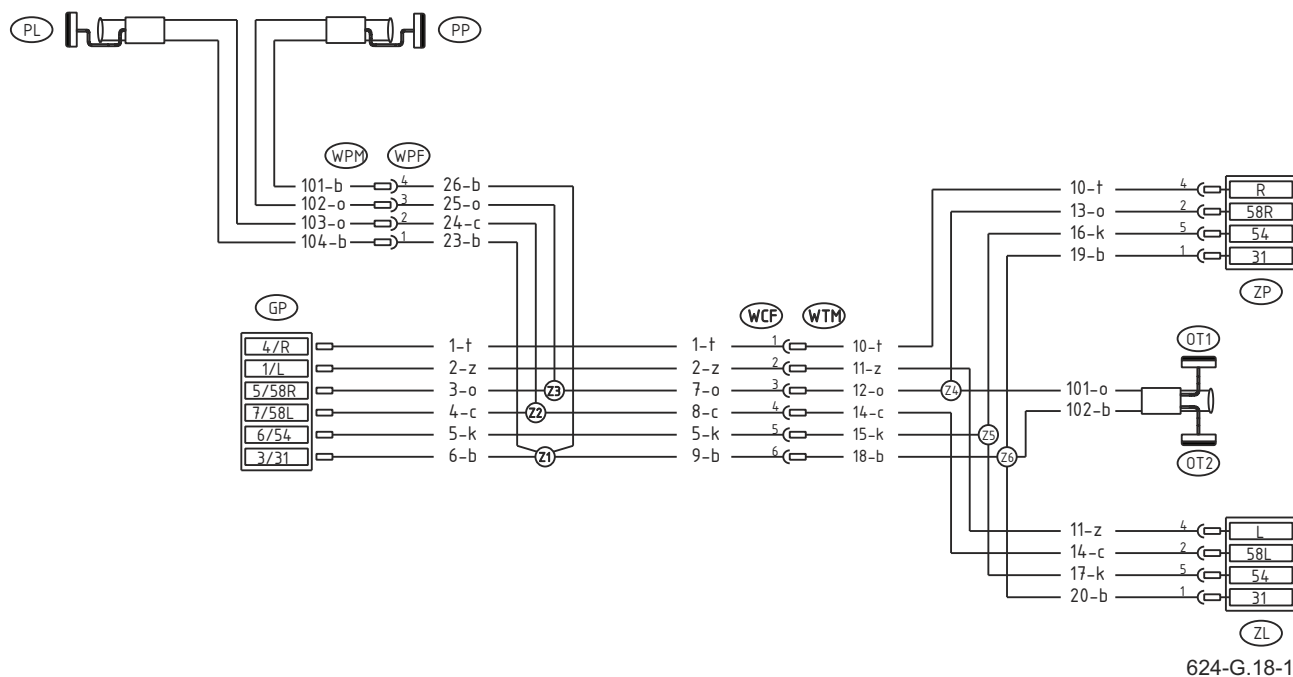 PL
PP
WPM WPF
101-b 4 26-b
102-o 3 25-o
103-o 2 24-c
104-b 1 23-b
10-t 4 R
13-o 2 58R
16-k 5 54
19-b 1 31
ZP
GP
WCF WTM
4/R 1-t 1-t 1 10-t
1/L 2-z 2-z 2 11-z
5/58R 3-o Z3 7-o 3 12-o Z4 101-o
7/58L 4-c Z2 8-c 4 14-c 102-b
6/54 5-k 5-k 5 15-k Z5
3/31 6-b Z1 9-b 6 18-b Z6
OT1
OT2
11-z 4 L
14-c 2 58L
17-k 5 54
20-b 1 31
ZL
624-G.18-1